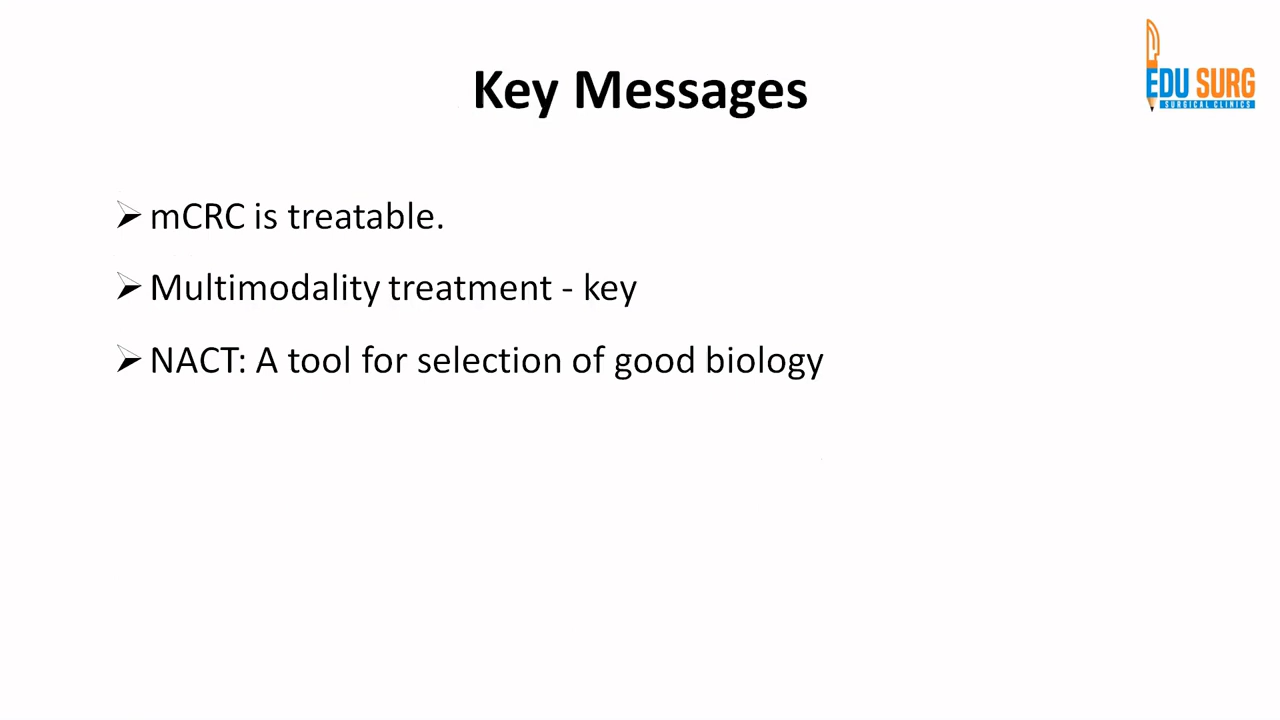 Key Messages
EDU SURG
SURGICAL CLINICS
mCRC is treatable.
Multimodality treatment - key
NACT: A tool for selection of good biology